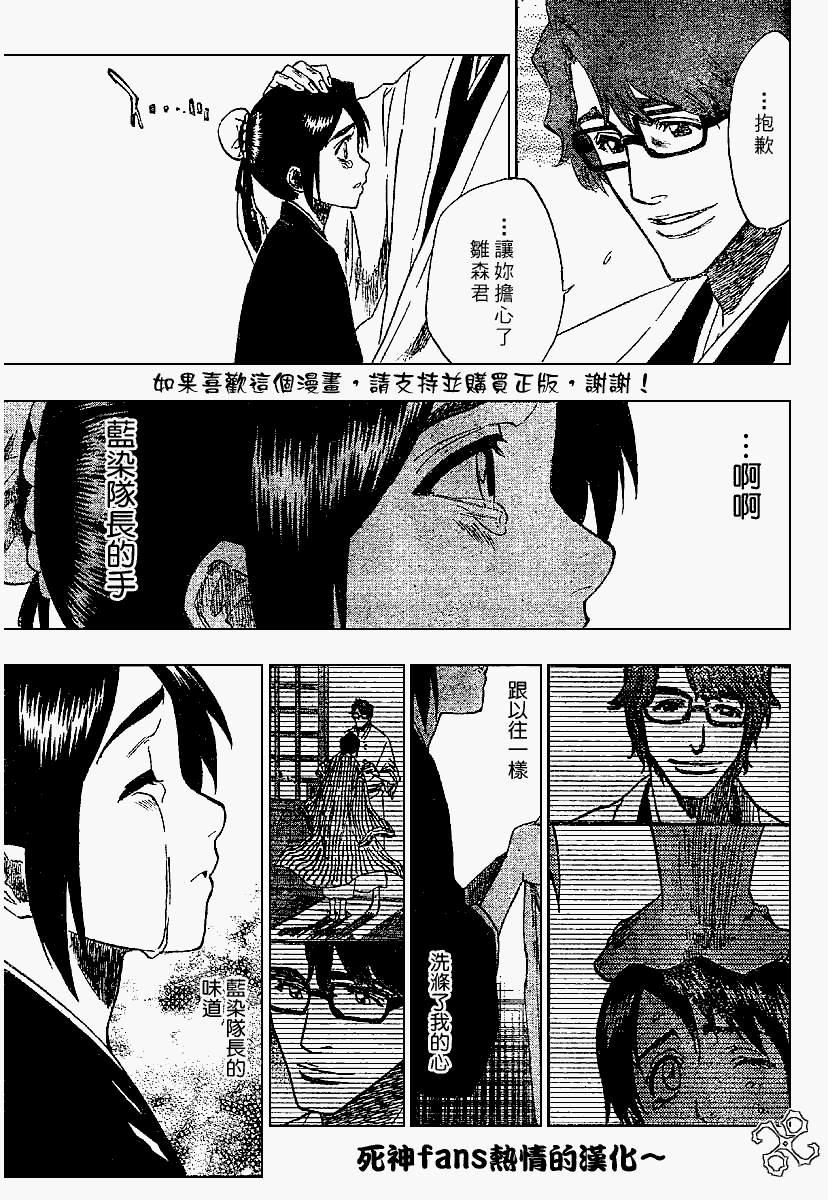 …抱歉
…讓妳擔心了
雛森君
如果喜歡這個漫畫，請支持並購買正版，謝謝！
…啊啊
藍染隊長的手
跟以往一樣
洗滌了我的心
藍染隊長的
味道
死神fans熱情的漢化～